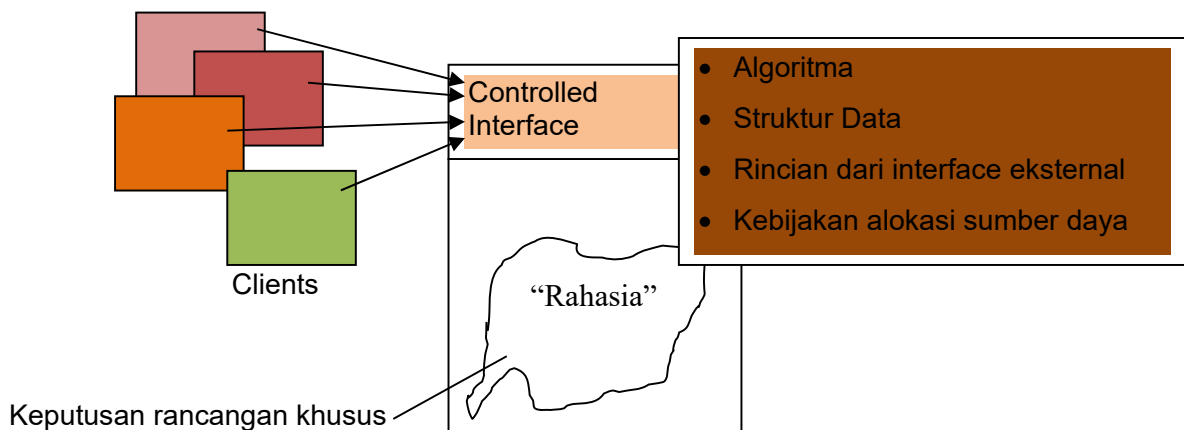 Controlled
Interface
• Algoritma
• Struktur Data
• Rincian dari interface eksternal
• Kebijakan alokasi sumber daya
Clients
“Rahasia”
Keputusan rancangan khusus